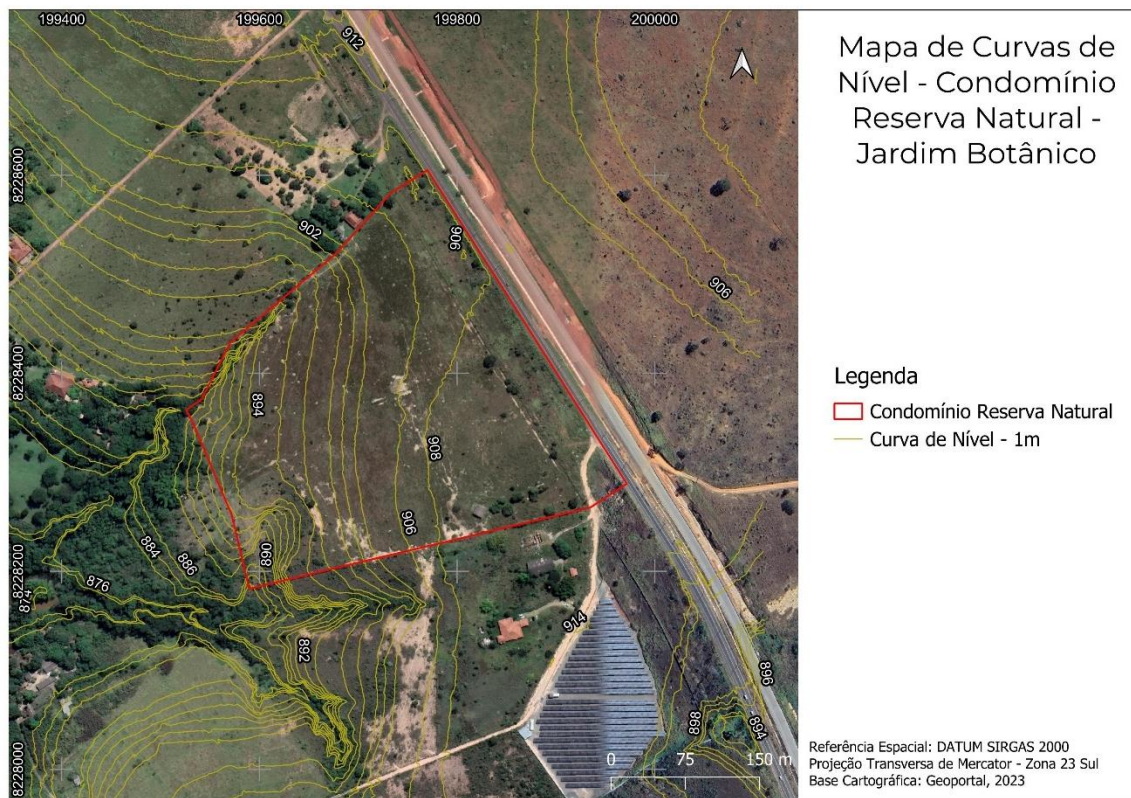 199400
199600
199800
200000
Mapa de Curvas de
Nível - Condomínio
Reserva Natural -
Jardim Botânico
912
8228600
902
906
906
8228400
894
908
Legenda
Condomínio Reserva Natural
Curva de Nível - 1m
906
890
884
886
8228200
876
874
914
892
896
898
894
8228000
0
75
150 m
Referência Espacial: DATUM SIRGAS 2000
Projeção Transversa de Mercator - Zona 23 Sul
Base Cartográfica: Geoportal, 2023